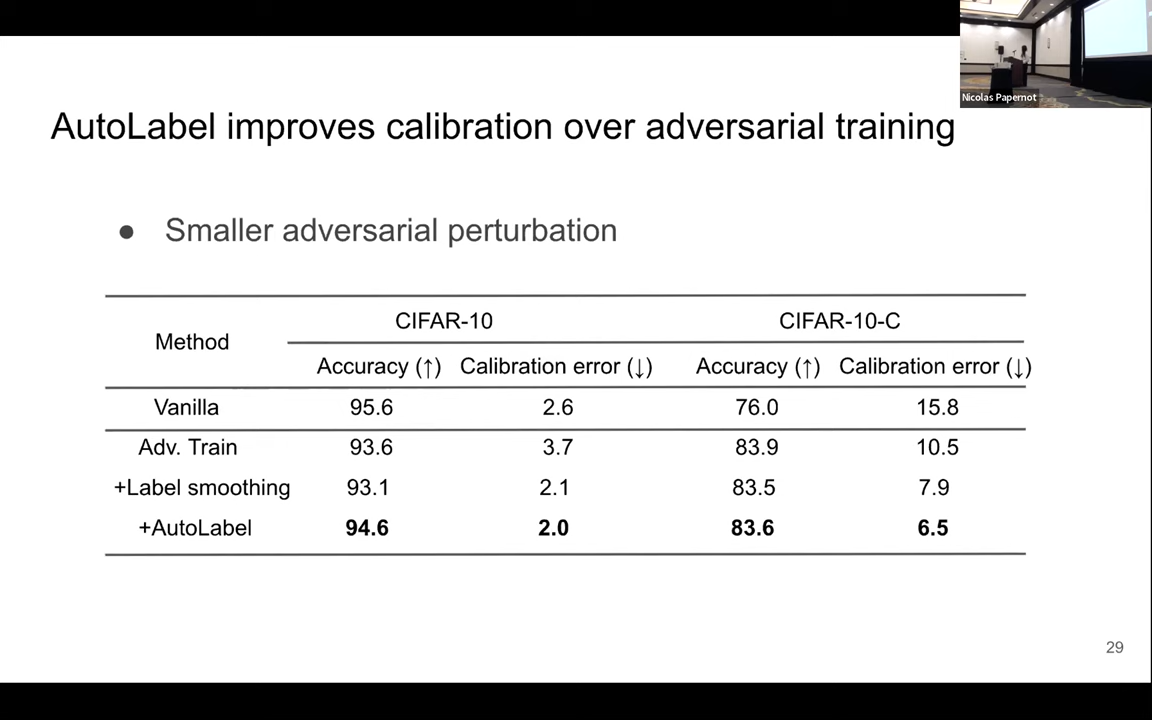 Nicolas Papernot
AutoLabel improves calibration over adversarial training
● Smaller adversarial perturbation
Method CIFAR-10 CIFAR-10-C
Accuracy (↑) Calibration error (↓) Accuracy (↑) Calibration error (↓)
Vanilla 95.6 2.6 76.0 15.8
Adv. Train 93.6 3.7 83.9 10.5
+Label smoothing 93.1 2.1 83.5 7.9
+AutoLabel 94.6 2.0 83.6 6.5
29